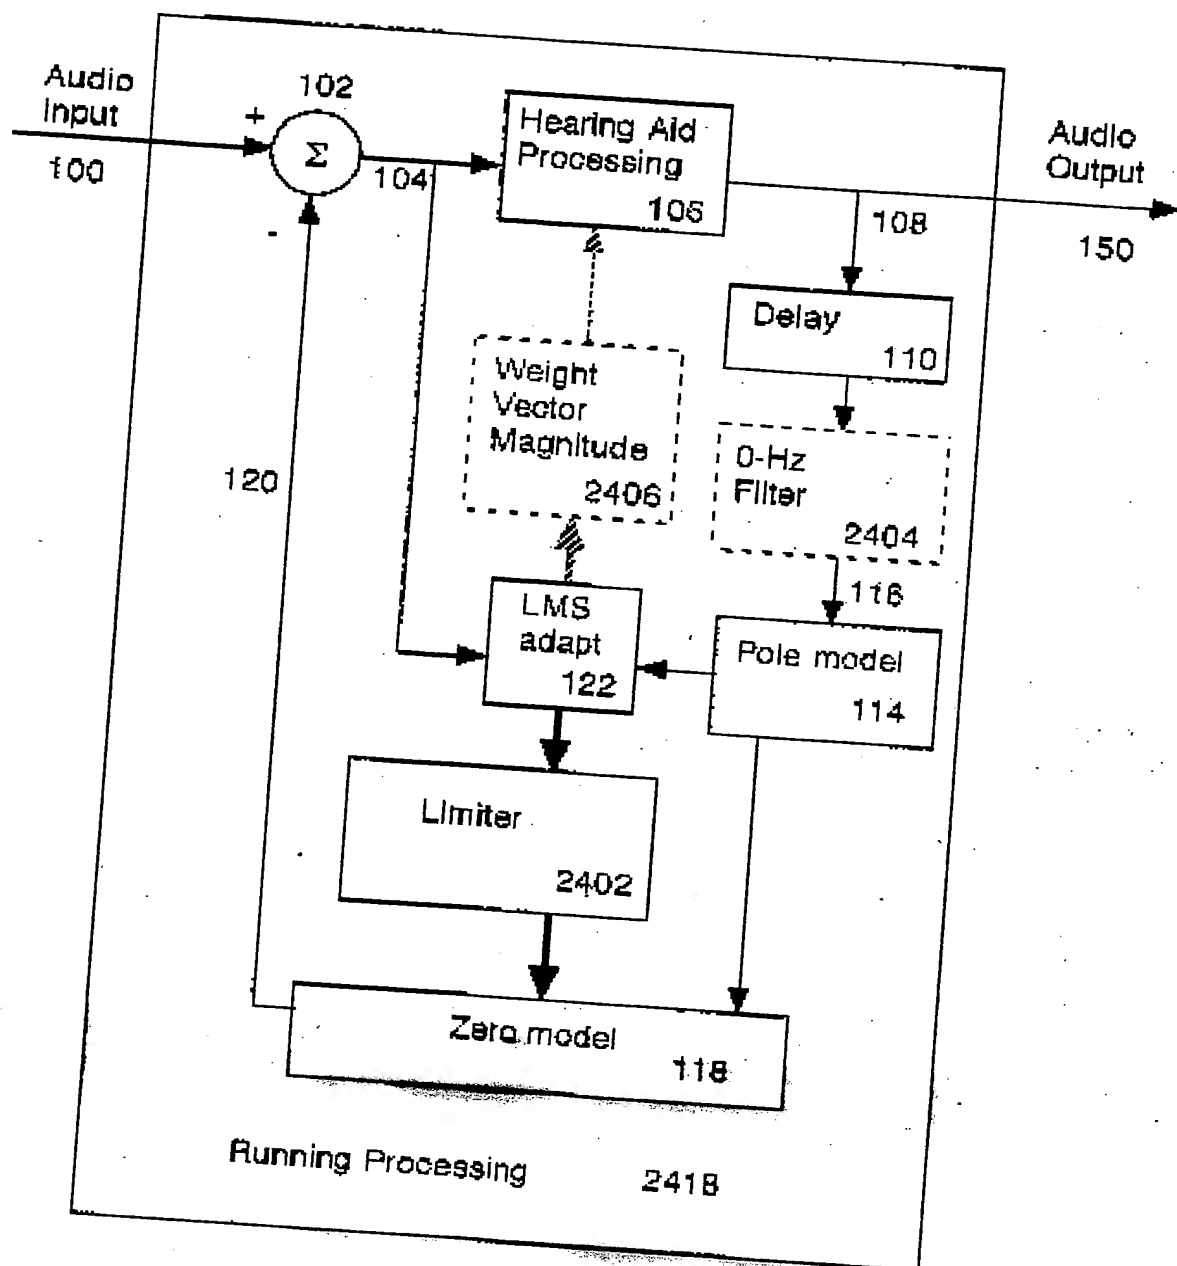 Audio
Input
100
+
102
Σ
104
-
Hearing Aid
Processing
106
108
Audio
Output
150
Delay
110
Weight
Vector
Magnitude
2406
0-Hz
Filter
2404
120
116
LMS
adapt
122
Pole model
114
Limiter
2402
Zero model
118
Running Processing 2418